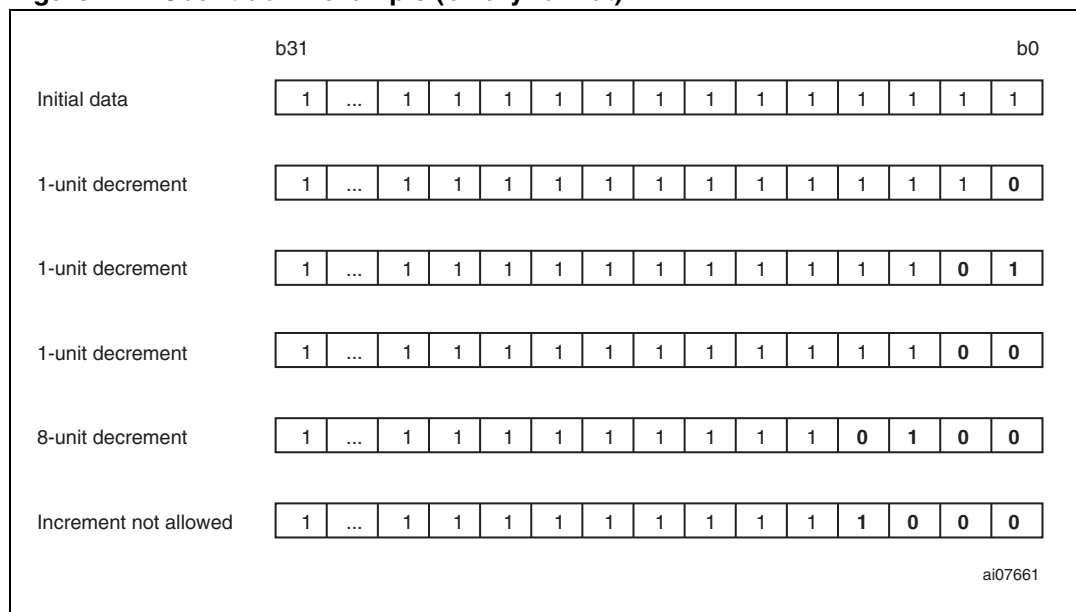 b31 b0
Initial data 1 ... 1 1 1 1 1 1 1 1 1 1 1 1 1
1-unit decrement 1 ... 1 1 1 1 1 1 1 1 1 1 1 1 0
1-unit decrement 1 ... 1 1 1 1 1 1 1 1 1 1 1 0 1
1-unit decrement 1 ... 1 1 1 1 1 1 1 1 1 1 1 0 0
8-unit decrement 1 ... 1 1 1 1 1 1 1 1 1 0 1 0 0
Increment not allowed 1 ... 1 1 1 1 1 1 1 1 1 1 0 0 0
ai07661